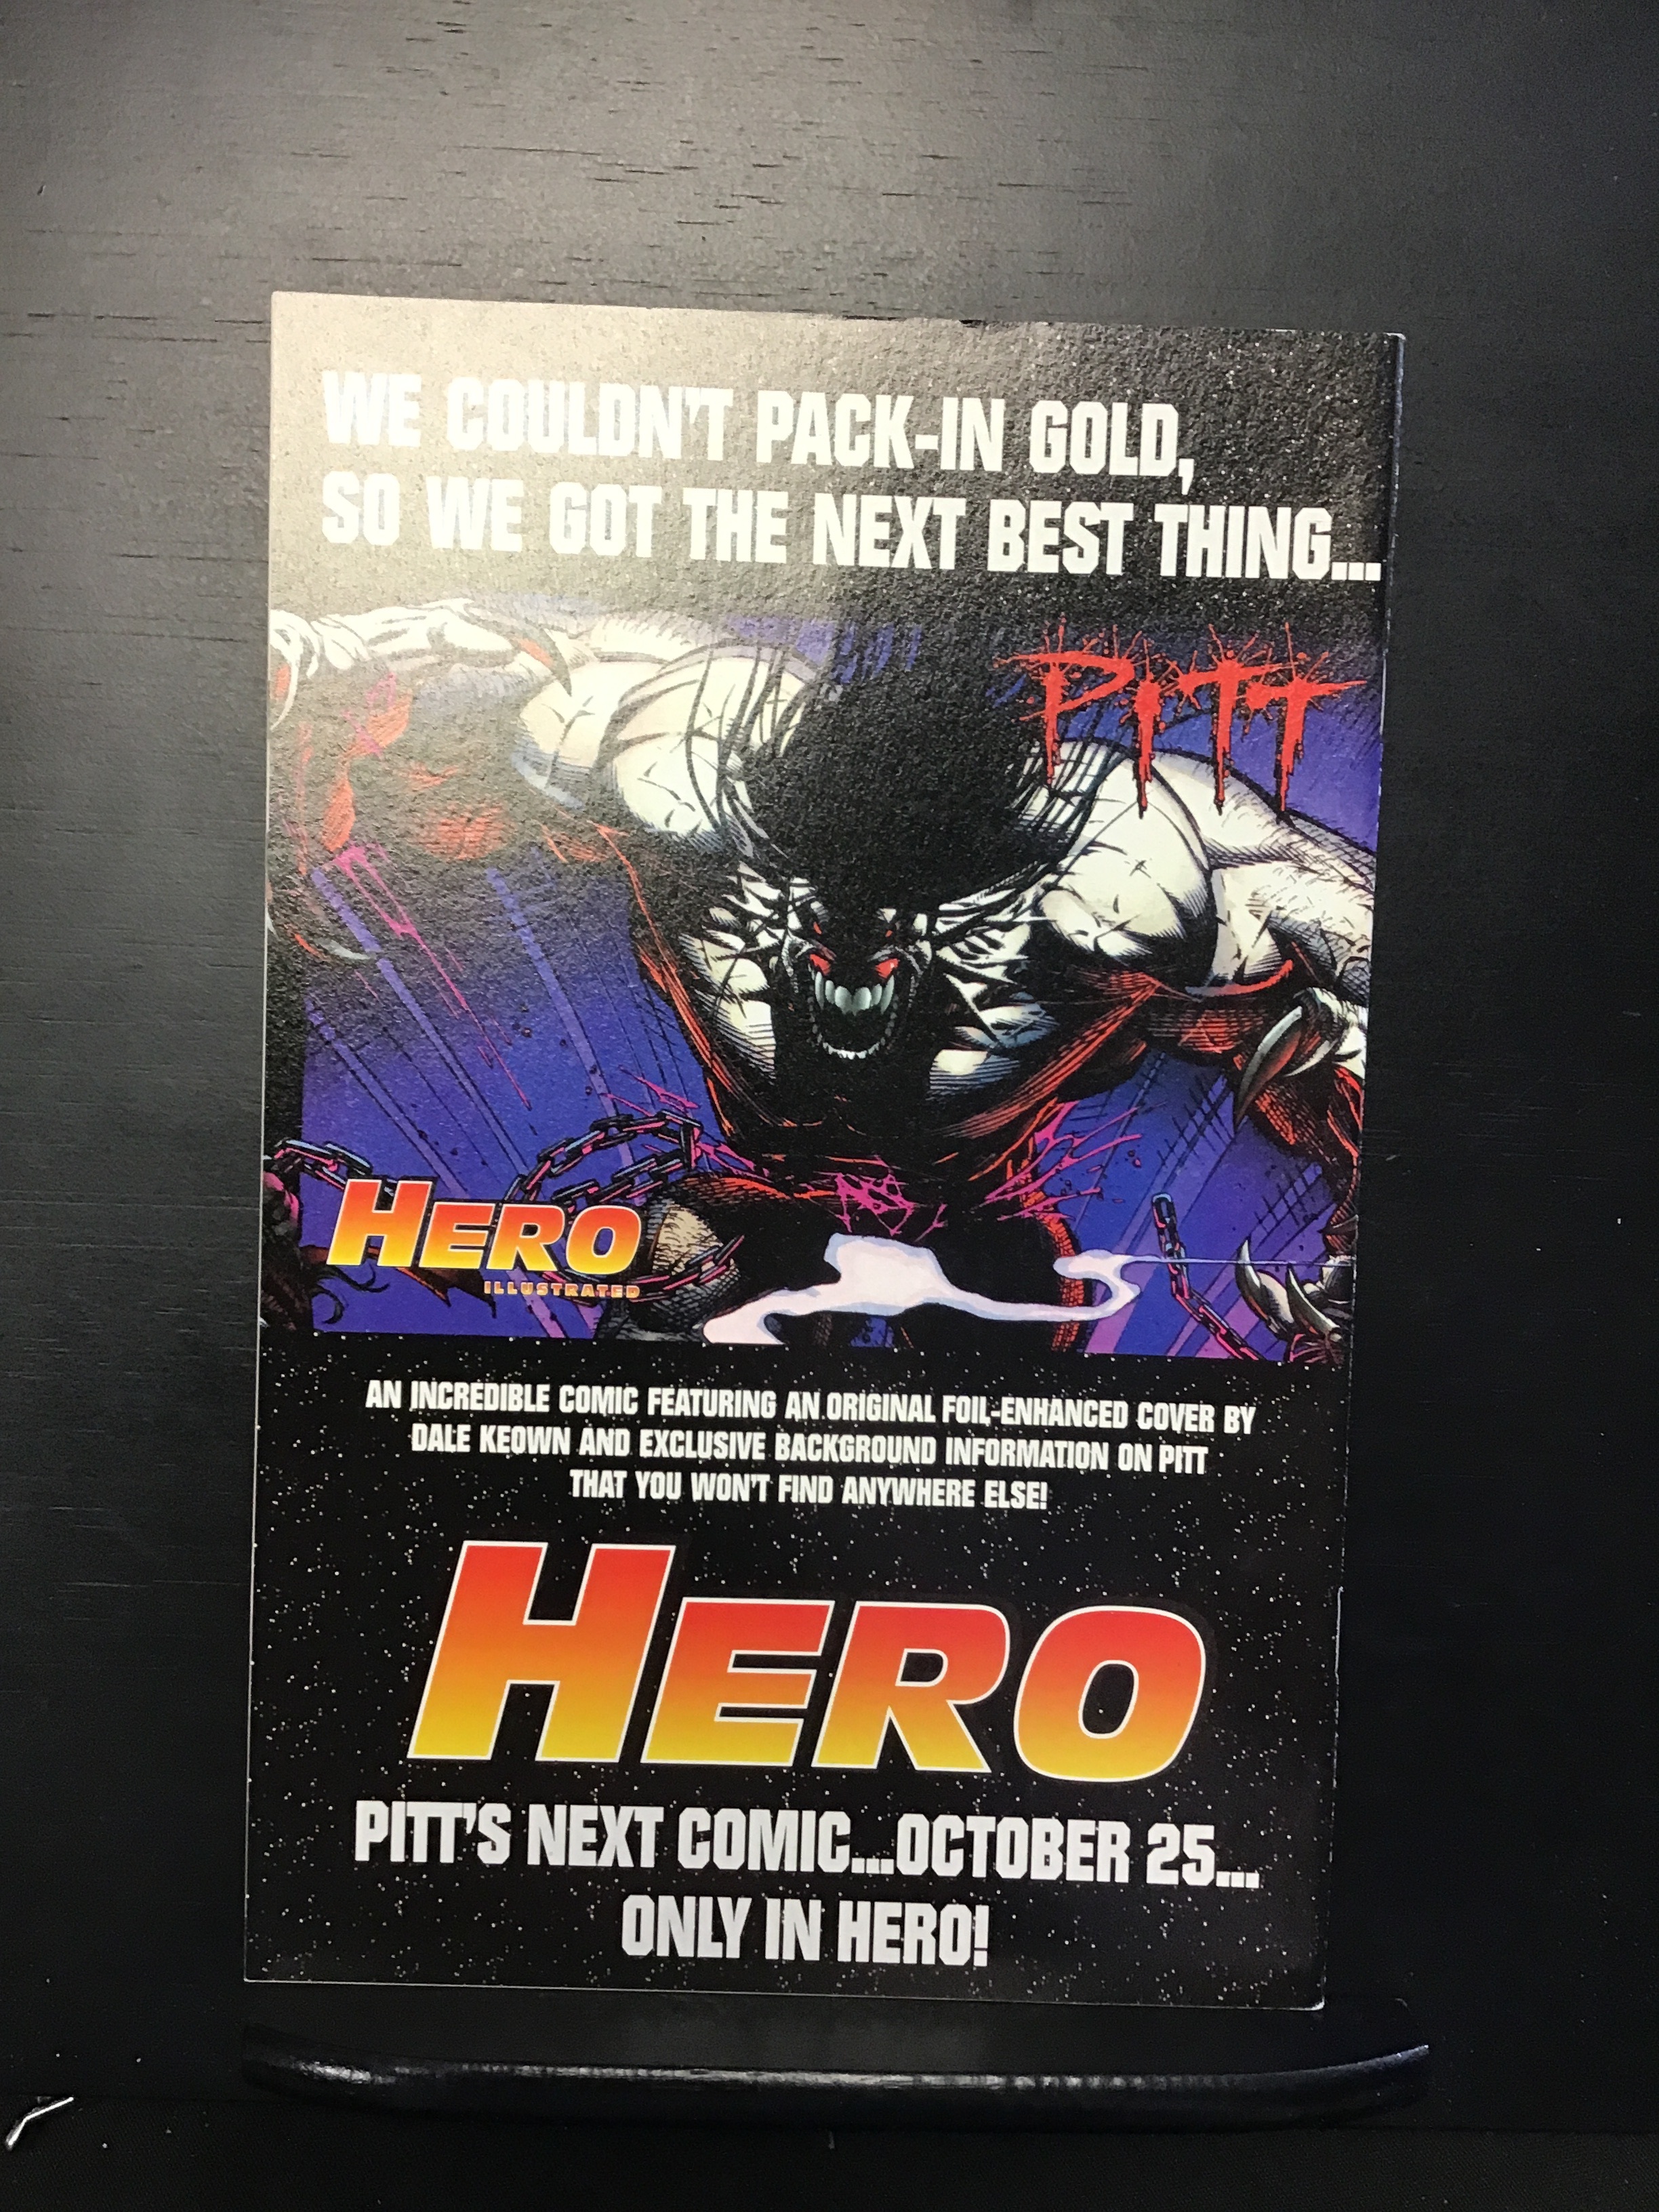 WE COULDN'T PACK-IN GOLD,
SO WE GOT THE NEXT BEST THING...
PITT
HERO
ILLUSTRATED
AN INCREDIBLE COMIC FEATURING AN ORIGINAL FOIL-ENHANCED COVER BY
DALE KEOWN AND EXCLUSIVE BACKGROUND INFORMATION ON PITT
THAT YOU WON'T FIND ANYWHERE ELSE!
HERO
PITT'S NEXT COMIC...OCTOBER 25...
ONLY IN HERO!